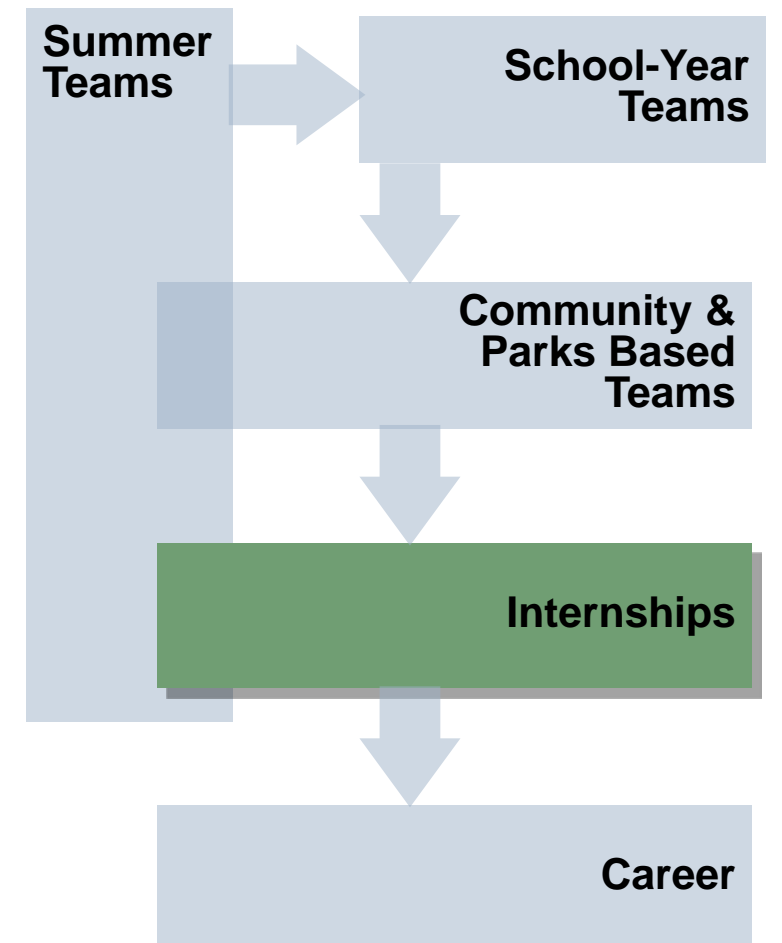 Summer
Teams
School-Year
Teams
Community &
Parks Based
Teams
Internships
Career